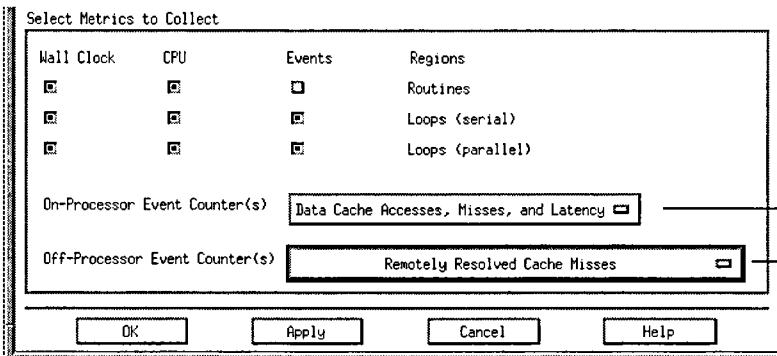 Select Metrics to Collect
Wall Clock CPU Events Regions
Routines
Loops (serial)
Loops (parallel)
On-Processor Event Counter(s) Data Cache Accesses, Misses, and Latency
Off-Processor Event Counter(s) Remotely Resolved Cache Misses
OK Apply Cancel Help